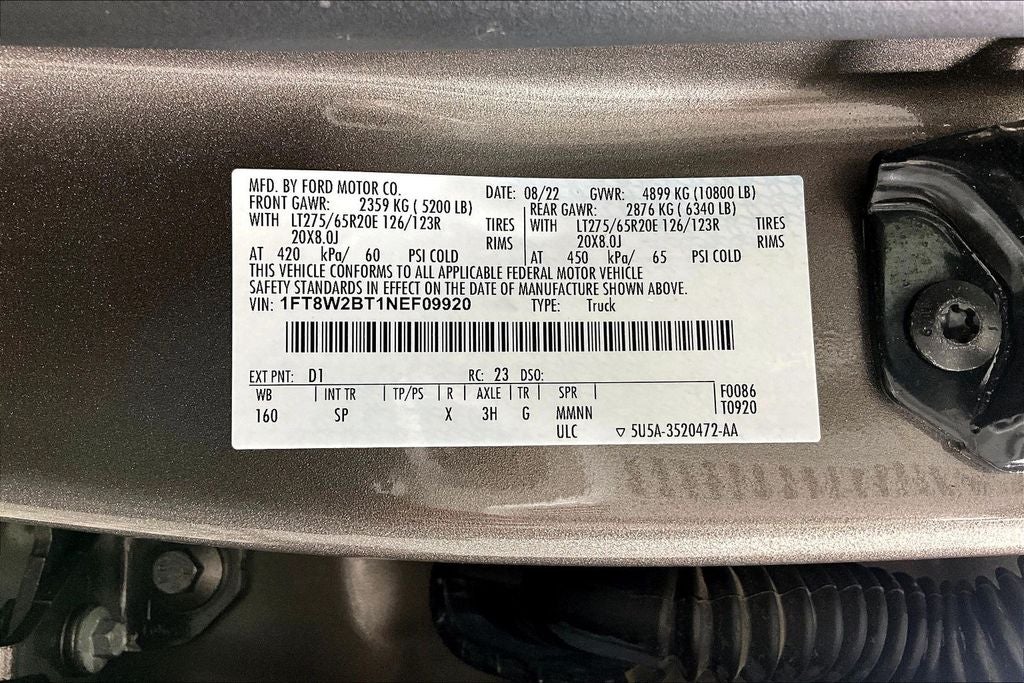 MFD. BY FORD MOTOR CO. DATE: 08/22 GVWR: 4899 KG (10800 LB)
FRONT GAWR: 2359 KG ( 5200 LB) REAR GAWR: 2876 KG ( 6340 LB)
WITH LT275/65R20E 126/123R TIRES WITH LT275/65R20E 126/123R TIRES
20X8.0J RIMS 20X8.0J RIMS
AT 420 kPa/ 60 PSI COLD AT 450 kPa/ 65 PSI COLD
THIS VEHICLE CONFORMS TO ALL APPLICABLE FEDERAL MOTOR VEHICLE
SAFETY STANDARDS IN EFFECT ON THE DATE OF MANUFACTURE SHOWN ABOVE.
VIN: 1FT8W2BT1NEF09920 TYPE: Truck
EXT PNT: D1 RC: 23 DSO:
WB INT TR TP/PS R AXLE TR SPR F0086
160 SP X 3H G MMNN T0920
ULC ▽ 5U5A-3520472-AA